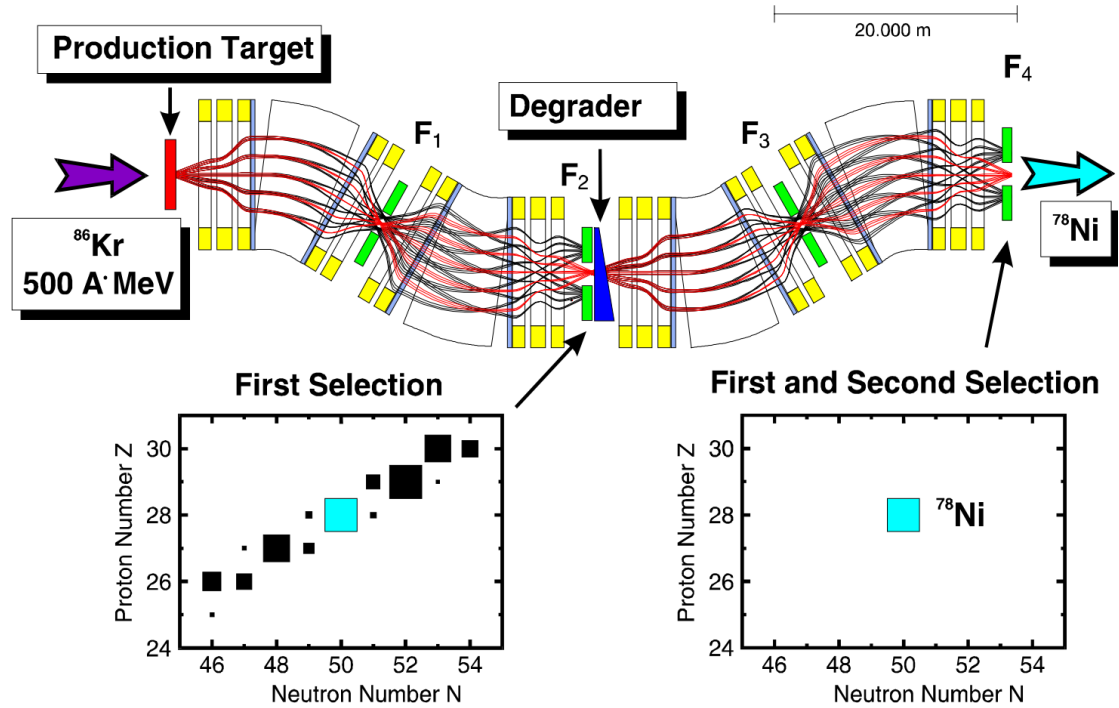 Production Target
20.000 m
F4
Degrader
F1
F3
F2
86Kr
500 A·MeV
78Ni
First Selection
First and Second Selection
Proton Number Z
30
28
26
24
46 48 50 52 54
Neutron Number N
Proton Number Z
30
28
26
24
78Ni
46 48 50 52 54
Neutron Number N